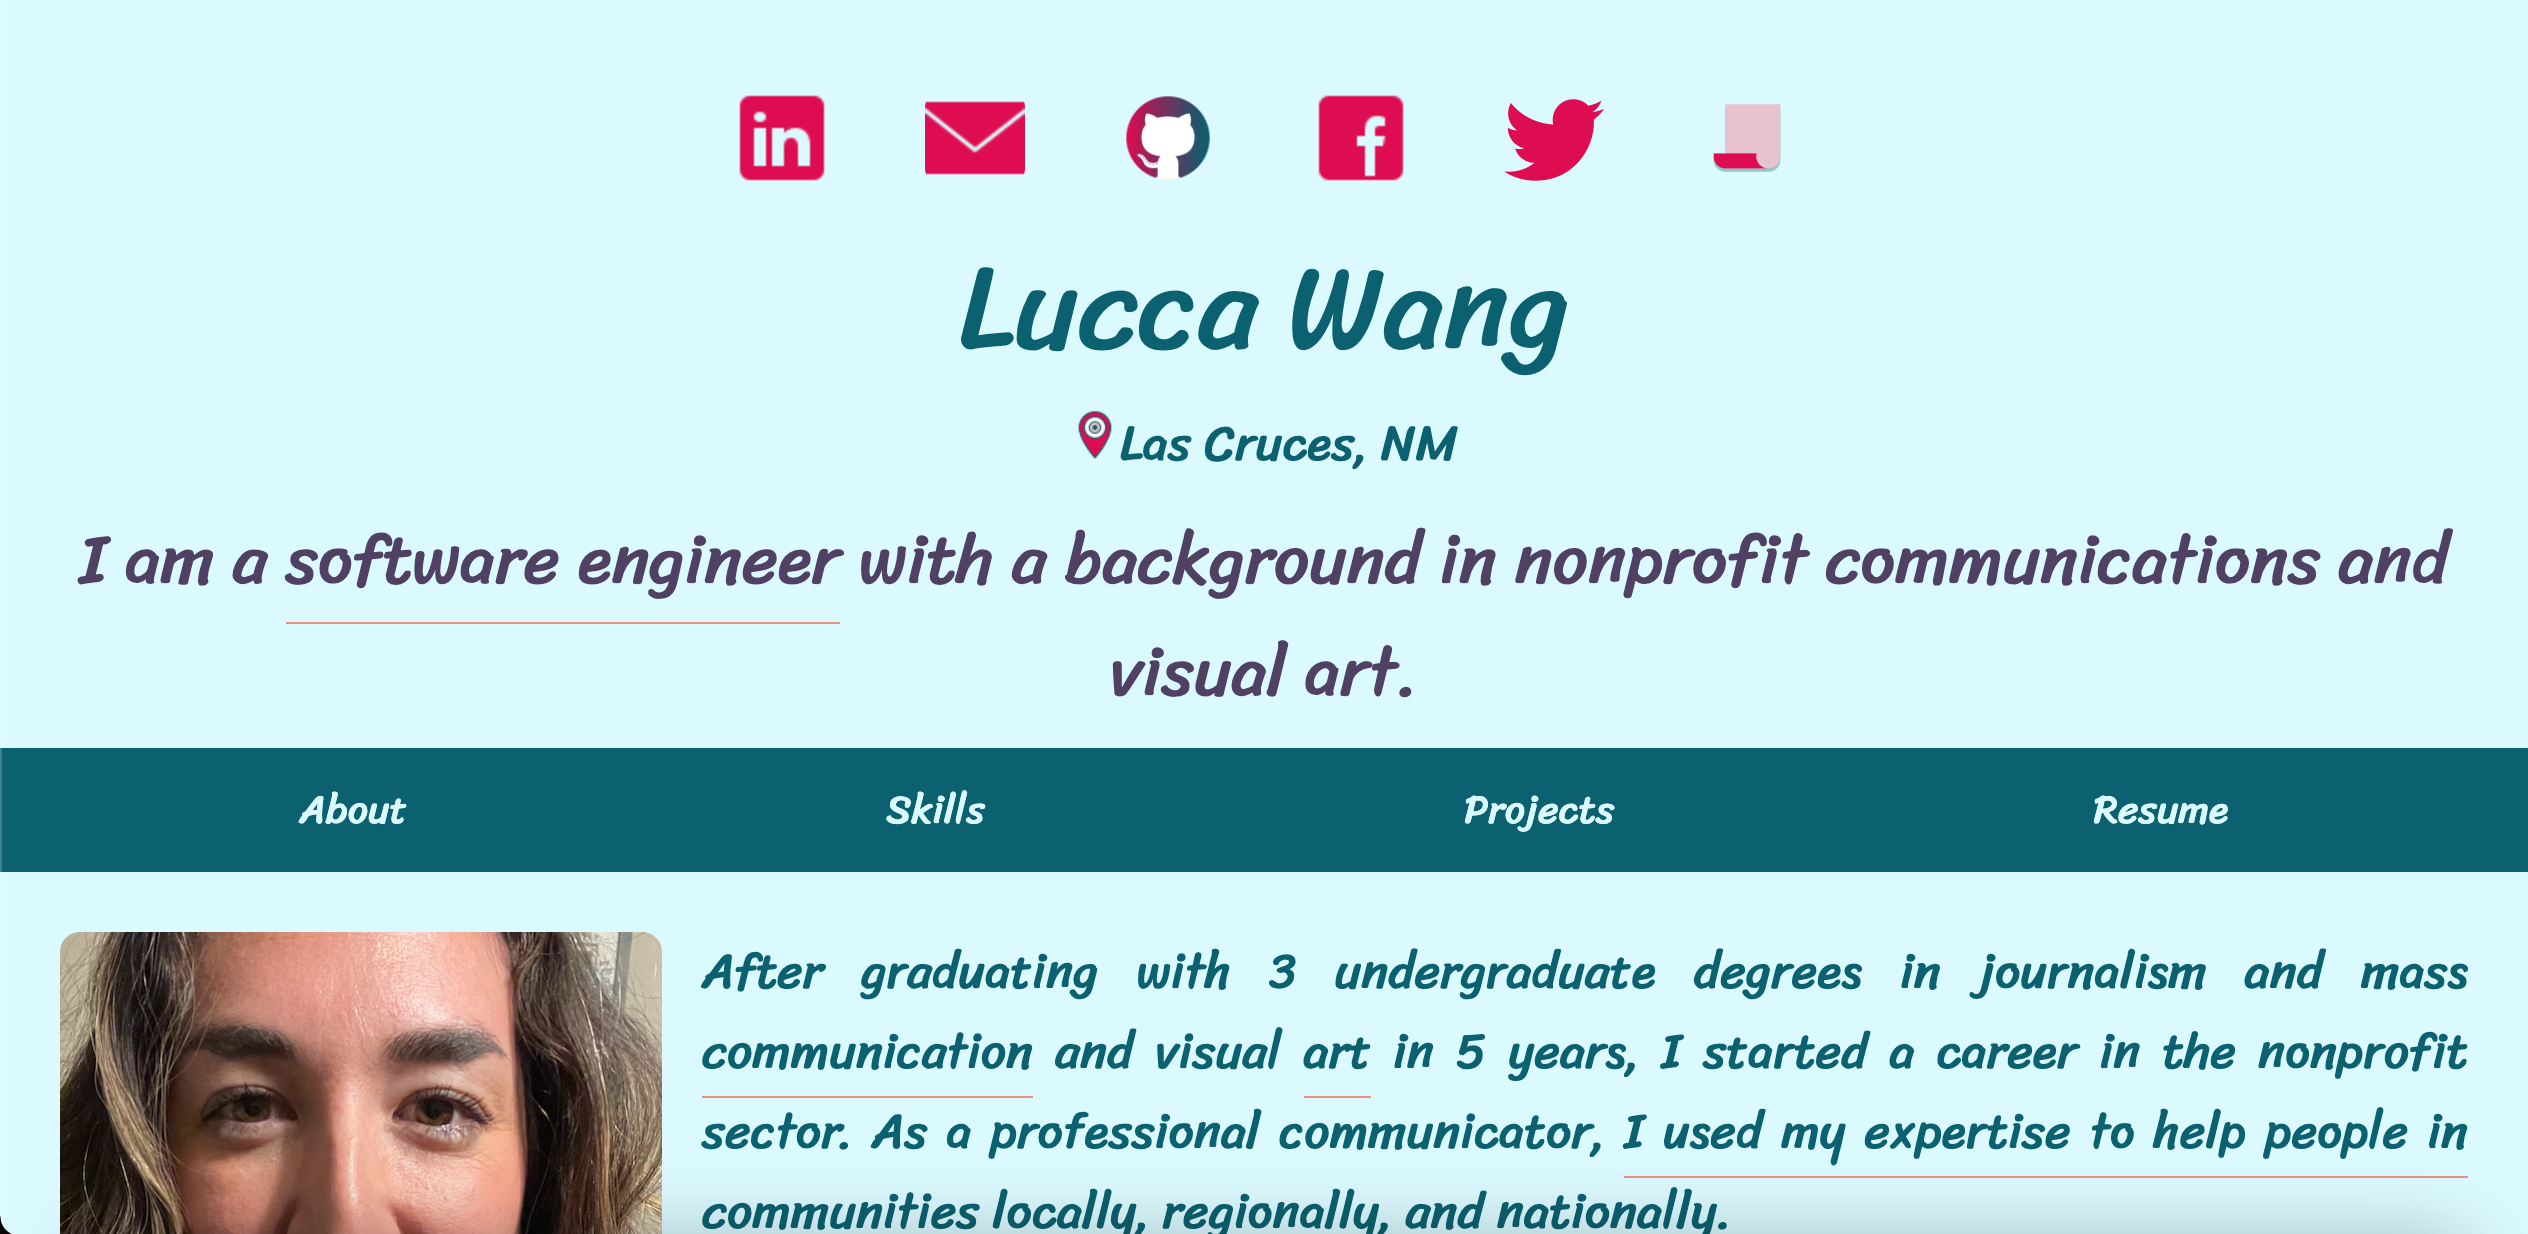 in
f
Lucca Wang
Las Cruces, NM
I am a software engineer with a background in nonprofit communications and
visual art.
About Skills Projects Resume
After graduating with 3 undergraduate degrees in journalism and mass
communication and visual art in 5 years, I started a career in the nonprofit
sector. As a professional communicator, I used my expertise to help people in
communities locally, regionally, and nationally.